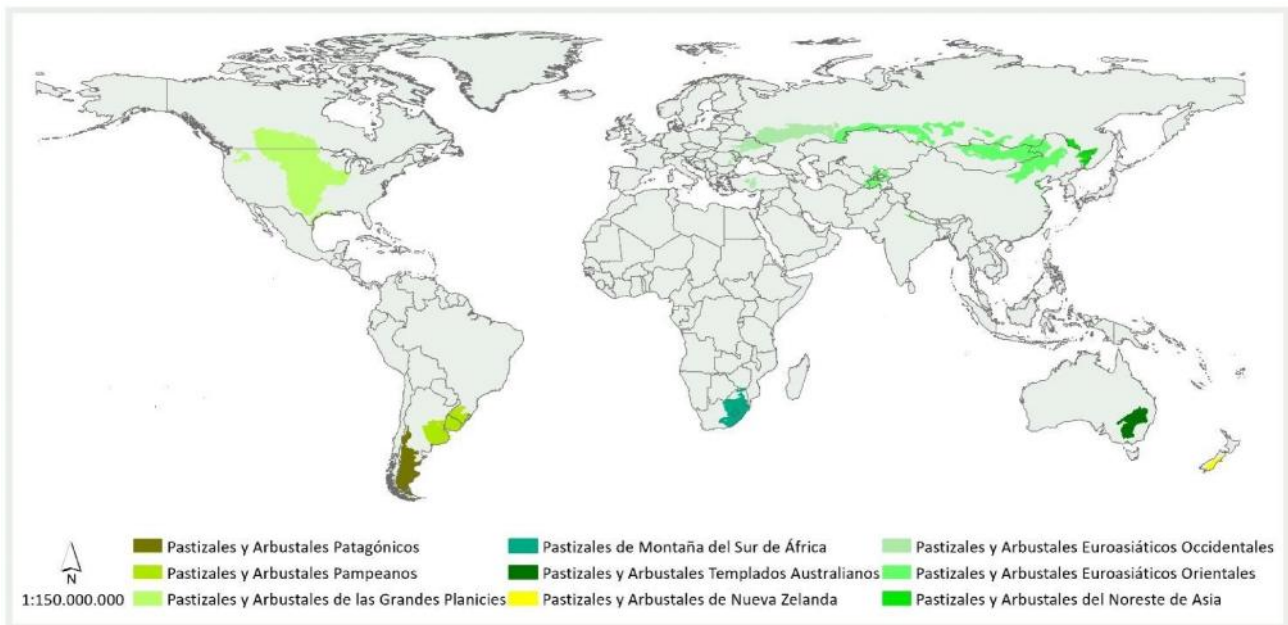 N
1:150.000.000
Pastizales y Arbustales Patagónicos
Pastizales y Arbustales Pampeanos
Pastizales y Arbustales de las Grandes Planicies
Pastizales de Montaña del Sur de África
Pastizales y Arbustales Templados Australianos
Pastizales y Arbustales de Nueva Zelanda
Pastizales y Arbustales Euroasiáticos Occidentales
Pastizales y Arbustales Euroasiáticos Orientales
Pastizales y Arbustales del Noreste de Asia